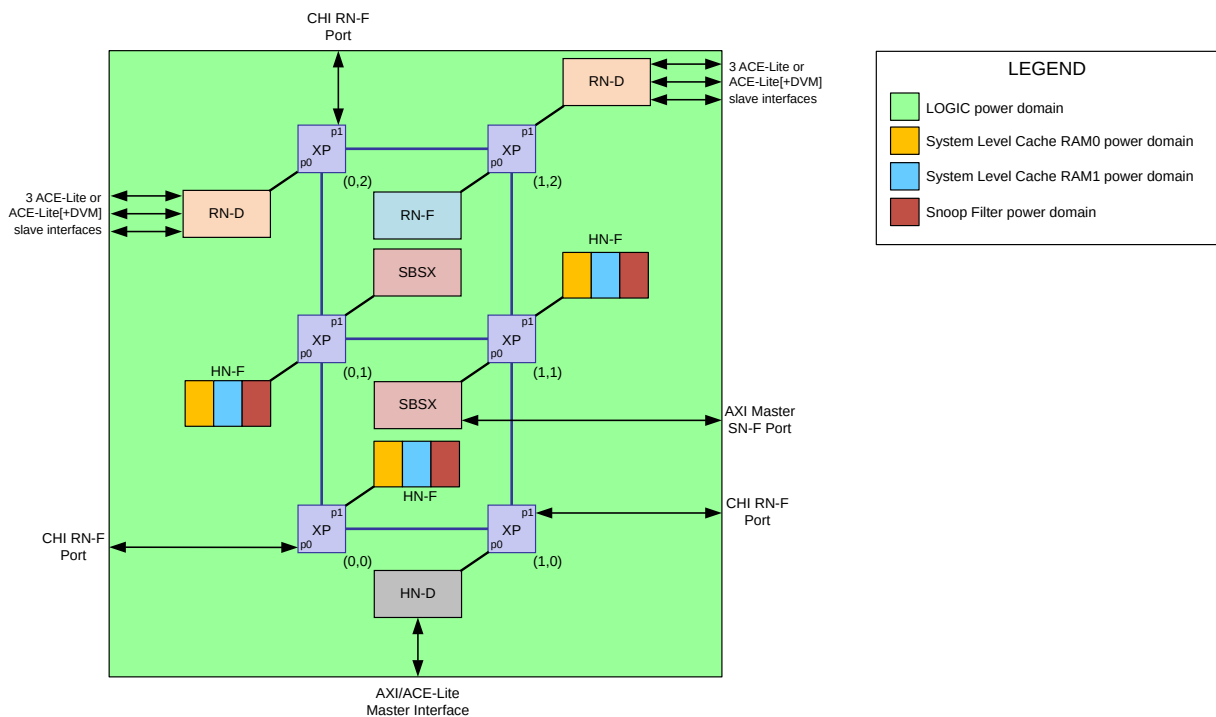 CHI RN-F
Port
RN-D
3 ACE-Lite or
ACE-Lite[+DVM]
slave interfaces
LEGEND
LOGIC power domain
System Level Cache RAM0 power domain
System Level Cache RAM1 power domain
Snoop Filter power domain
p1
XP
p0
(0,2)
p1
XP
p0
(1,2)
3 ACE-Lite or
ACE-Lite[+DVM]
slave interfaces
RN-D
RN-F
HN-F
SBSX
p1
XP
p0
(0,1)
p1
XP
p0
(1,1)
HN-F
SBSX
AXI Master
SN-F Port
HN-F
p1
XP
p0
(0,0)
p1
XP
p0
(1,0)
CHI RN-F
Port
CHI RN-F
Port
HN-D
AXI/ACE-Lite
Master Interface